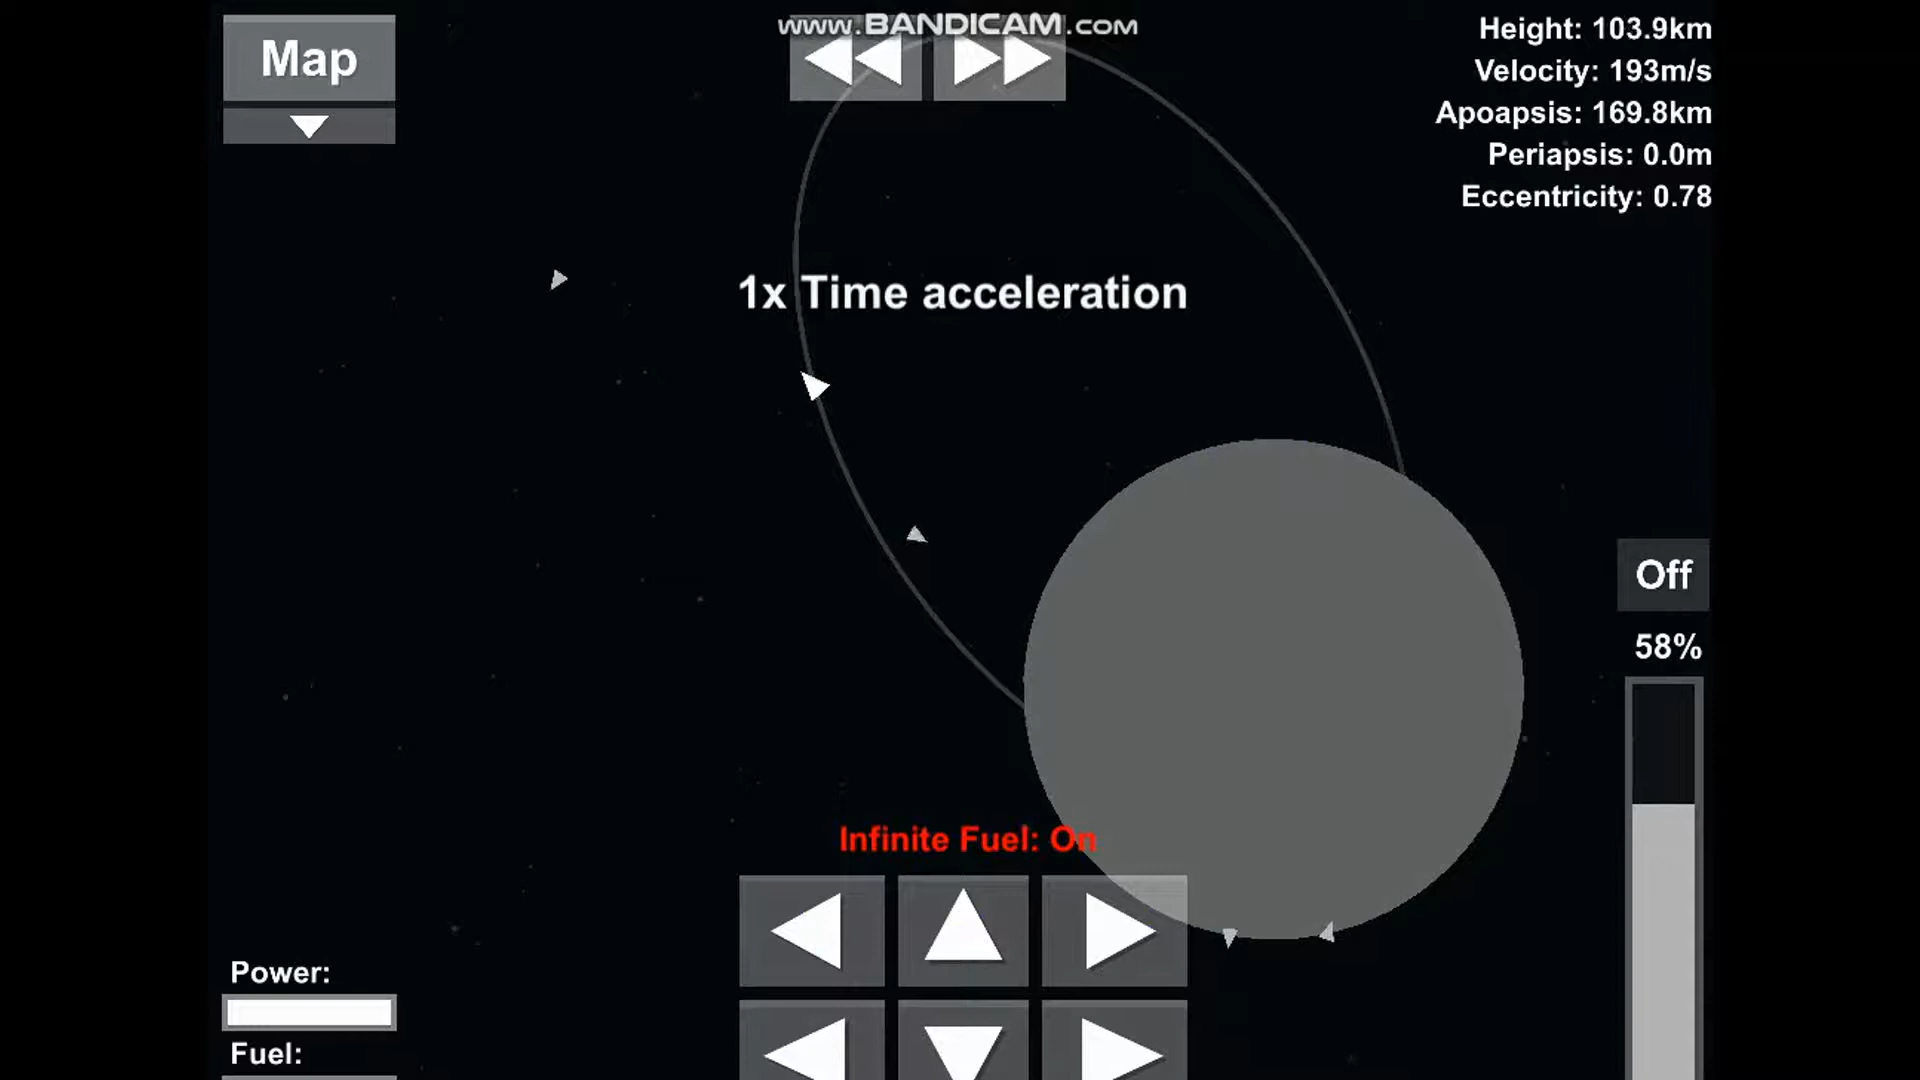 www.BANDICAM.com
Map
Height: 103.9km
Velocity: 193m/s
Apoapsis: 169.8km
Periapsis: 0.0m
Eccentricity: 0.78
1x Time acceleration
Off
58%
Infinite Fuel: On
Power:
Fuel: